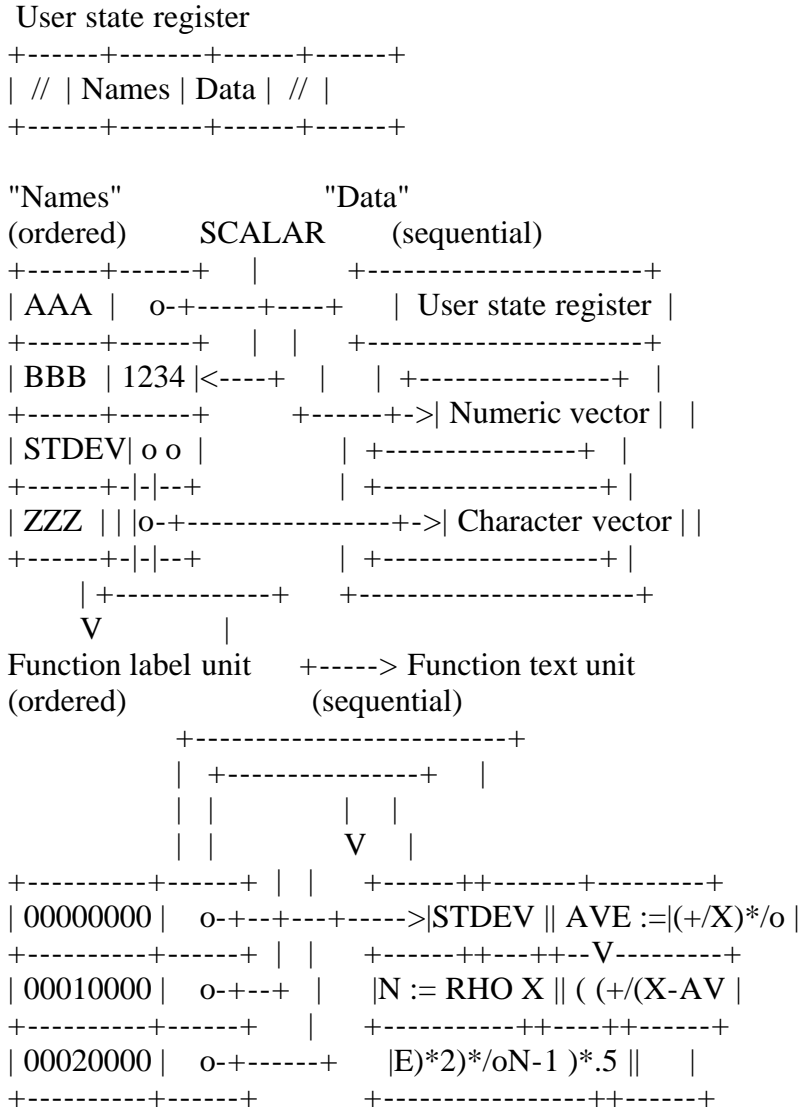 User state register
+------+-------+------+------+
| // | Names | Data | // |
+------+-------+------+------+
"Names" "Data"
(ordered) SCALAR (sequential)
+------+------+ | +-----------------------+
| AAA | o-+-----+----+ | User state register |
+------+------+ | | +-----------------------+
| BBB | 1234 |<----+ | | +----------------+ |
+------+------+ +------+->| Numeric vector | |
| STDEV| o o | | +----------------+ |
+------+-|-|--+ | +------------------+ |
| ZZZ | | |o-+-----------------+->| Character vector | |
+------+-|-|--+ | +------------------+ |
| +-------------+ +-----------------------+
V |
Function label unit +-----> Function text unit
(ordered) (sequential)
+--------------------------+
| +----------------+ |
| | | |
| | V |
+----------+------+ | | +------++-------+---------+
| 00000000 | o-+--+---+----->|STDEV || AVE :=|(+/X)*/o |
+----------+------+ | | +------++---++--V---------+
| 00010000 | o-+--+ | |N := RHO X || ( (+/(X-AV |
+----------+------+ | +-----------++----++------+
| 00020000 | o-+------+ |E)*2)*/oN-1 )*.5 || |
+----------+------+ +-----------------++------+